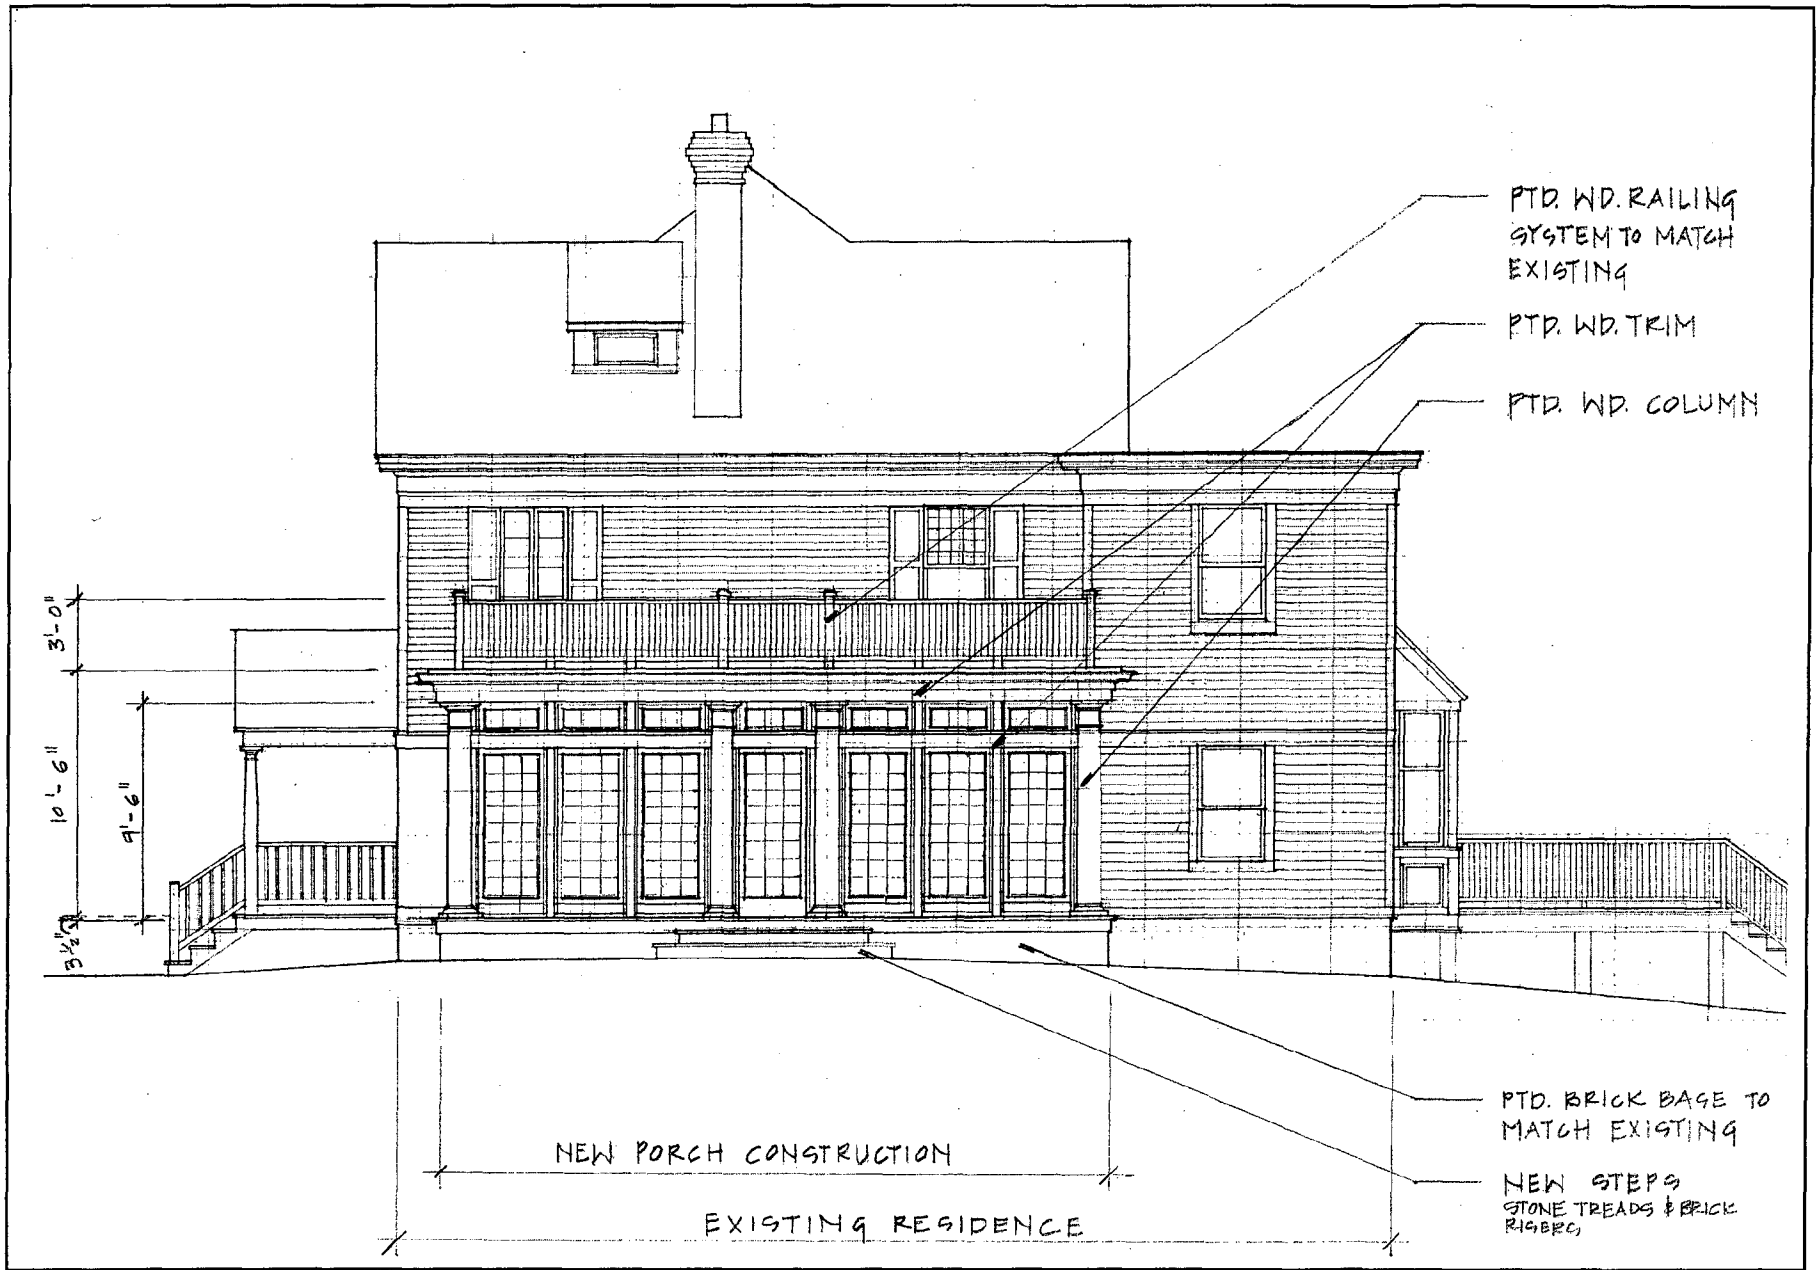 PTD. WD. RAILING
SYSTEM TO MATCH
EXISTING
PTD. WD. TRIM
PTD. WD. COLUMN
3'-0"
10'-6"
9'-6"
3½"
PTD. BRICK BASE TO
MATCH EXISTING
NEW STEPS
STONE TREADS & BRICK
RISERS
NEW PORCH CONSTRUCTION
EXISTING RESIDENCE